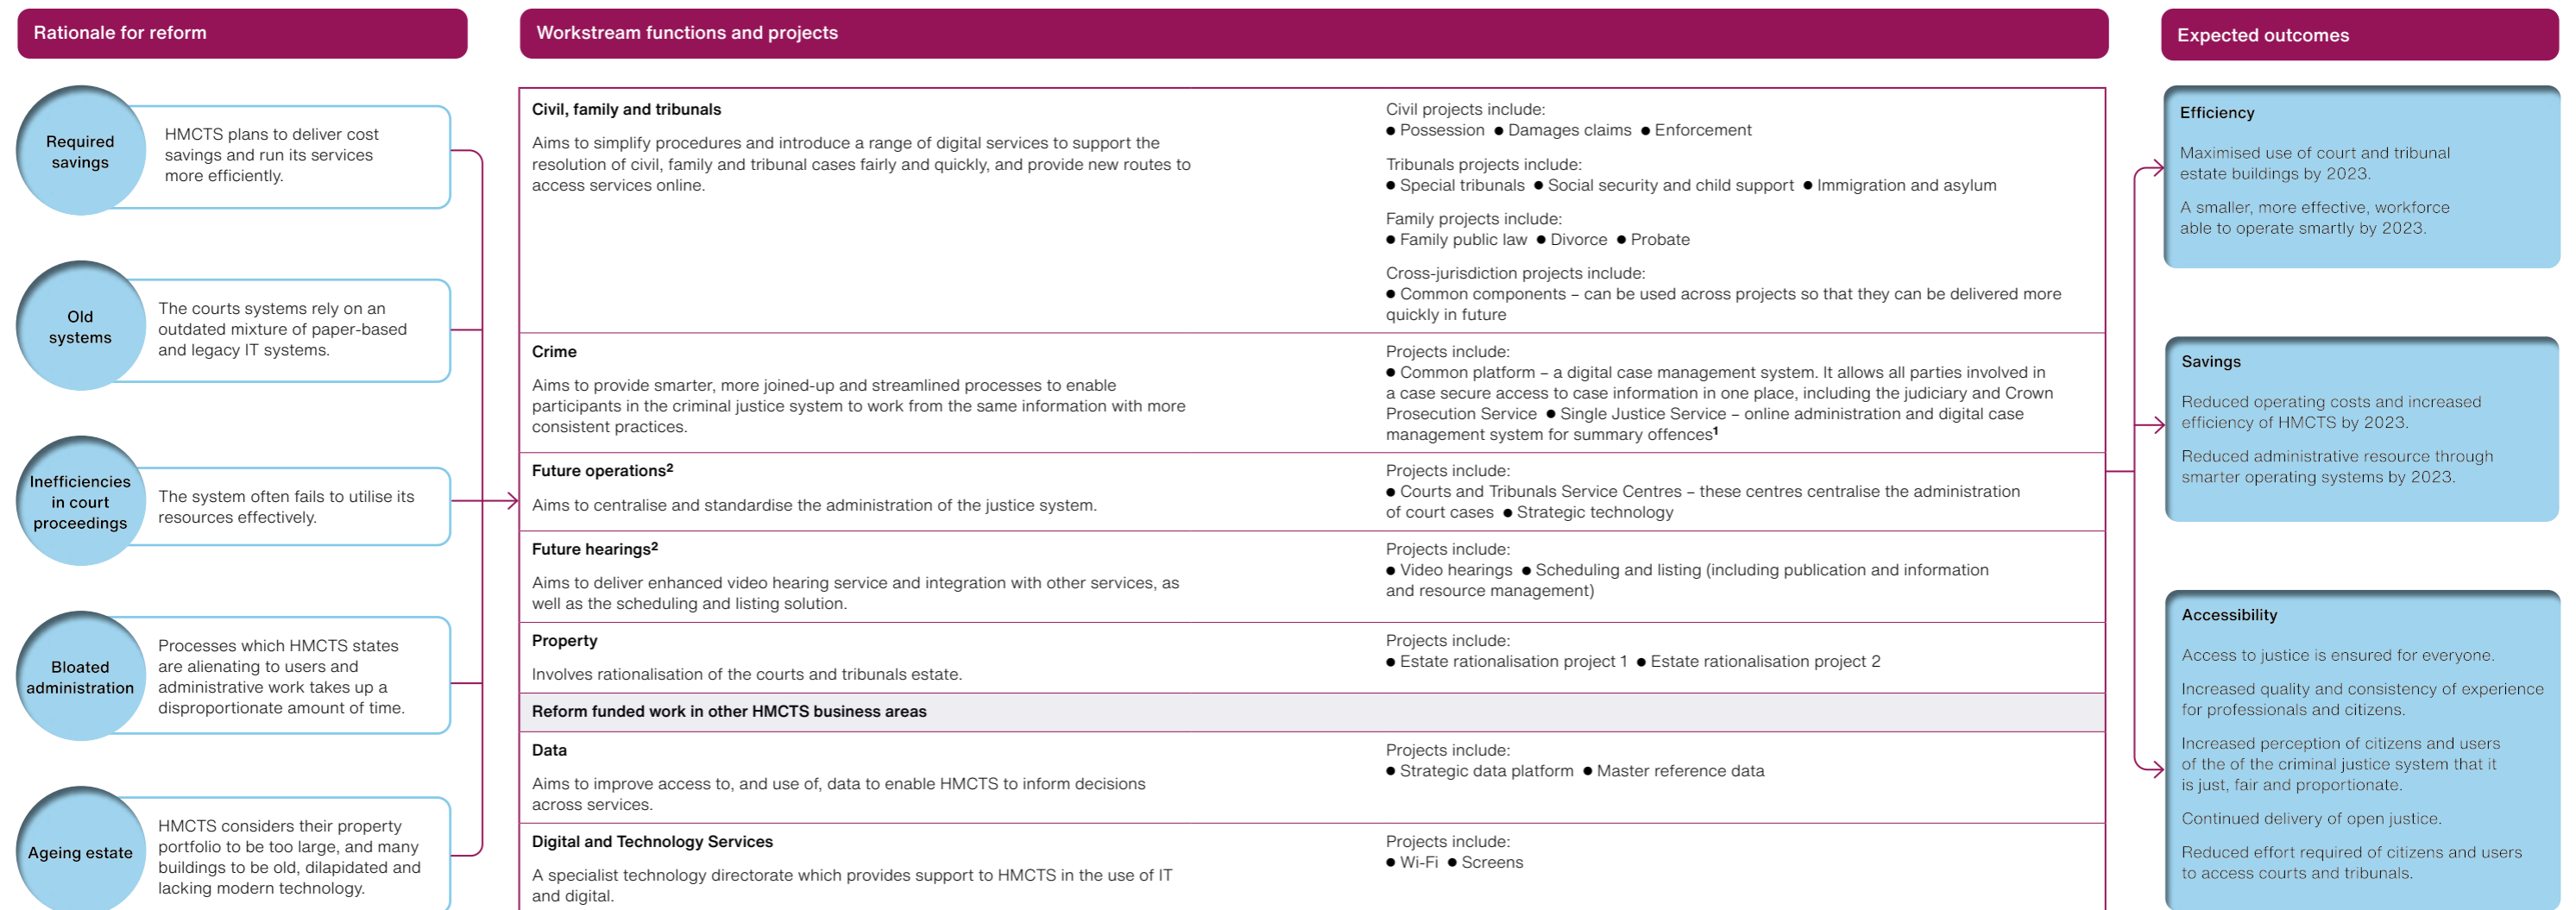 Rationale for reform
Required
savings
HMCTS plans to deliver cost
savings and run its services
more efficiently.
Old
systems
The courts systems rely on an
outdated mixture of paper-based
and legacy IT systems.
Inefficiencies
in court
proceedings
The system often fails to utilise its
resources effectively.
Bloated
administration
Processes which HMCTS states
are alienating to users and
administrative work takes up a
disproportionate amount of time.
Ageing estate
HMCTS considers their property
portfolio to be too large, and many
buildings to be old, dilapidated and
lacking modern technology.
Workstream functions and projects
Civil, family and tribunals
Aims to simplify procedures and introduce a range of digital services to support the
resolution of civil, family and tribunal cases fairly and quickly, and provide new routes to
access services online.
Civil projects include:
● Possession ● Damages claims ● Enforcement
Tribunals projects include:
● Special tribunals ● Social security and child support ● Immigration and asylum
Family projects include:
● Family public law ● Divorce ● Probate
Cross-jurisdiction projects include:
● Common components – can be used across projects so that they can be delivered more
quickly in future
Crime
Aims to provide smarter, more joined-up and streamlined processes to enable
participants in the criminal justice system to work from the same information with more
consistent practices.
Projects include:
● Common platform – a digital case management system. It allows all parties involved in
a case secure access to case information in one place, including the judiciary and Crown
Prosecution Service ● Single Justice Service – online administration and digital case
management system for summary offences¹
Future operations²
Aims to centralise and standardise the administration of the justice system.
Projects include:
● Courts and Tribunals Service Centres – these centres centralise the administration
of court cases ● Strategic technology
Future hearings²
Aims to deliver enhanced video hearing service and integration with other services, as
well as the scheduling and listing solution.
Projects include:
● Video hearings ● Scheduling and listing (including publication and information
and resource management)
Property
Involves rationalisation of the courts and tribunals estate.
Projects include:
● Estate rationalisation project 1 ● Estate rationalisation project 2
Reform funded work in other HMCTS business areas
Data
Aims to improve access to, and use of, data to enable HMCTS to inform decisions
across services.
Projects include:
● Strategic data platform ● Master reference data
Digital and Technology Services
A specialist technology directorate which provides support to HMCTS in the use of IT
and digital.
Projects include:
● Wi-Fi ● Screens
Expected outcomes
Efficiency
Maximised use of court and tribunal
estate buildings by 2023.
A smaller, more effective, workforce
able to operate smartly by 2023.
Savings
Reduced operating costs and increased
efficiency of HMCTS by 2023.
Reduced administrative resource through
smarter operating systems by 2023.
Accessibility
Access to justice is ensured for everyone.
Increased quality and consistency of experience
for professionals and citizens.
Increased perception of citizens and users
of the of the criminal justice system that it
is just, fair and proportionate.
Continued delivery of open justice.
Reduced effort required of citizens and users
to access courts and tribunals.